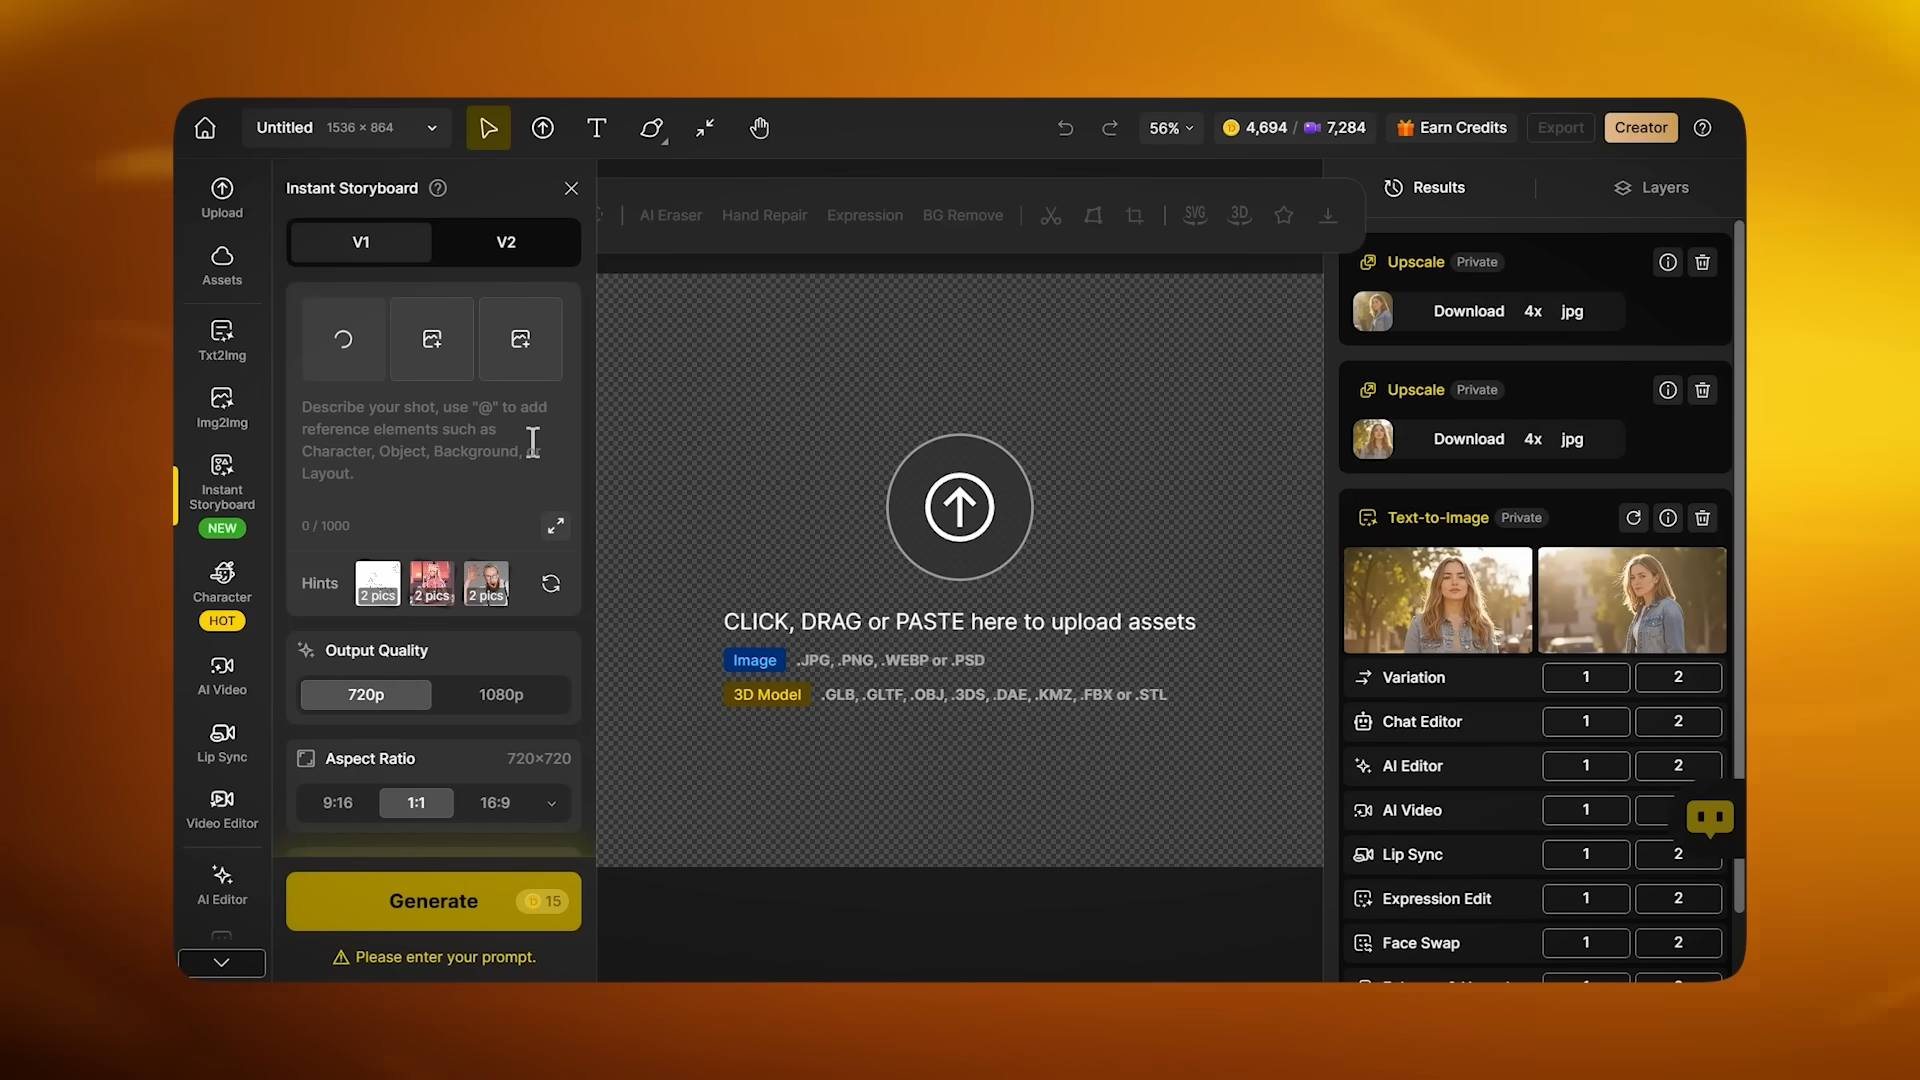 Untitled 1536 × 864
56%
4,694 / 7,284
Earn Credits
Export
Creator
Upload
Assets
Txt2Img
Img2Img
Instant
Storyboard
NEW
Character
HOT
AI Video
Lip Sync
Video Editor
AI Editor
Instant Storyboard
V1 V2
Describe your shot, use "@" to add
reference elements such as
Character, Object, Background, or
Layout.
0 / 1000
Hints 2 pics 2 pics 2 pics
Output Quality
720p 1080p
Aspect Ratio 720×720
9:16 1:1 16:9
Generate 15
Please enter your prompt.
AI Eraser Hand Repair Expression BG Remove SVG 3D
CLICK, DRAG or PASTE here to upload assets
Image .JPG, .PNG, .WEBP or .PSD
3D Model .GLB, .GLTF, .OBJ, .3DS, .DAE, .KMZ, .FBX or .STL
Results Layers
Upscale Private
Download 4x jpg
Upscale Private
Download 4x jpg
Text-to-Image Private
Variation 1 2
Chat Editor 1 2
AI Editor 1 2
AI Video 1
Lip Sync 1 2
Expression Edit 1 2
Face Swap 1 2